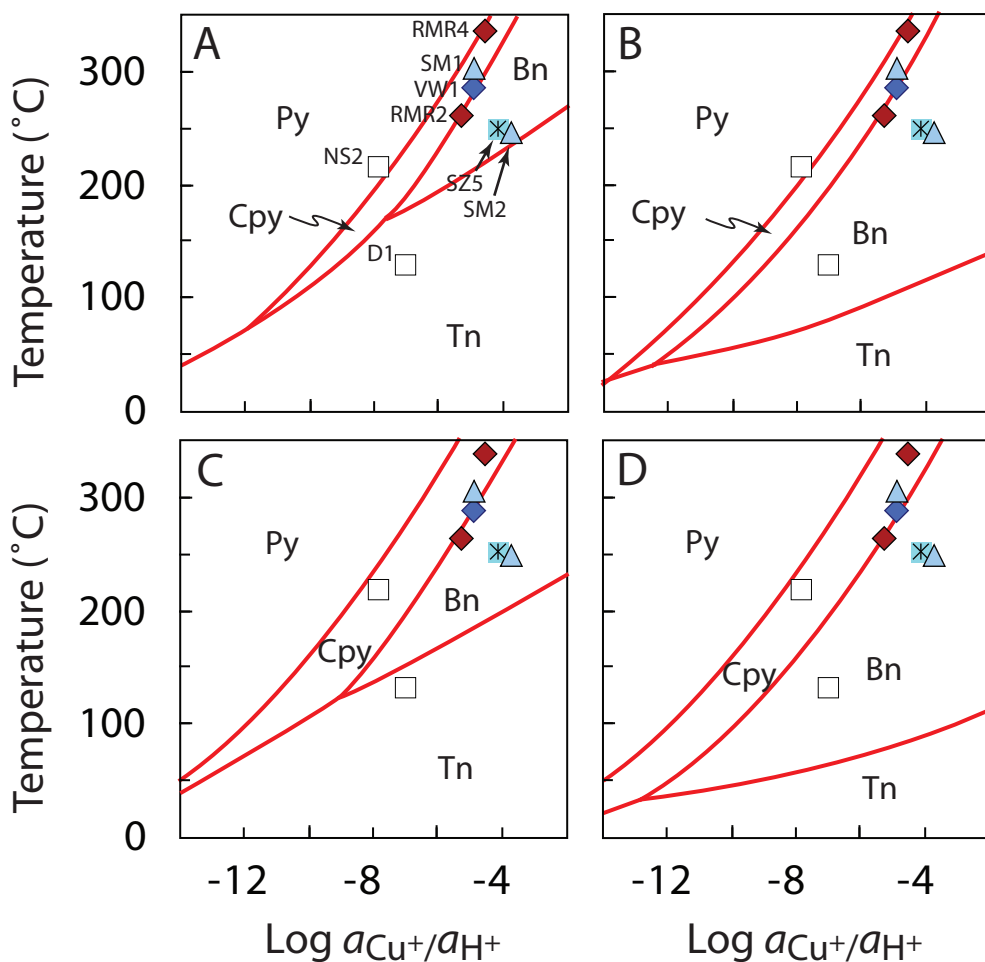 A
B
RMR4
SM1
VW1
RMR2
NS2
SZ5
SM2
D1
Py
Bn
Cpy
Tn
Py
Cpy
Bn
Tn
300
200
100
0
Temperature (˚C)
C
D
Py
Bn
Cpy
Tn
Py
Cpy
Bn
Tn
300
200
100
0
Temperature (˚C)
-12
-8
-4
-12
-8
-4
Log aCu+/aH+
Log aCu+/aH+